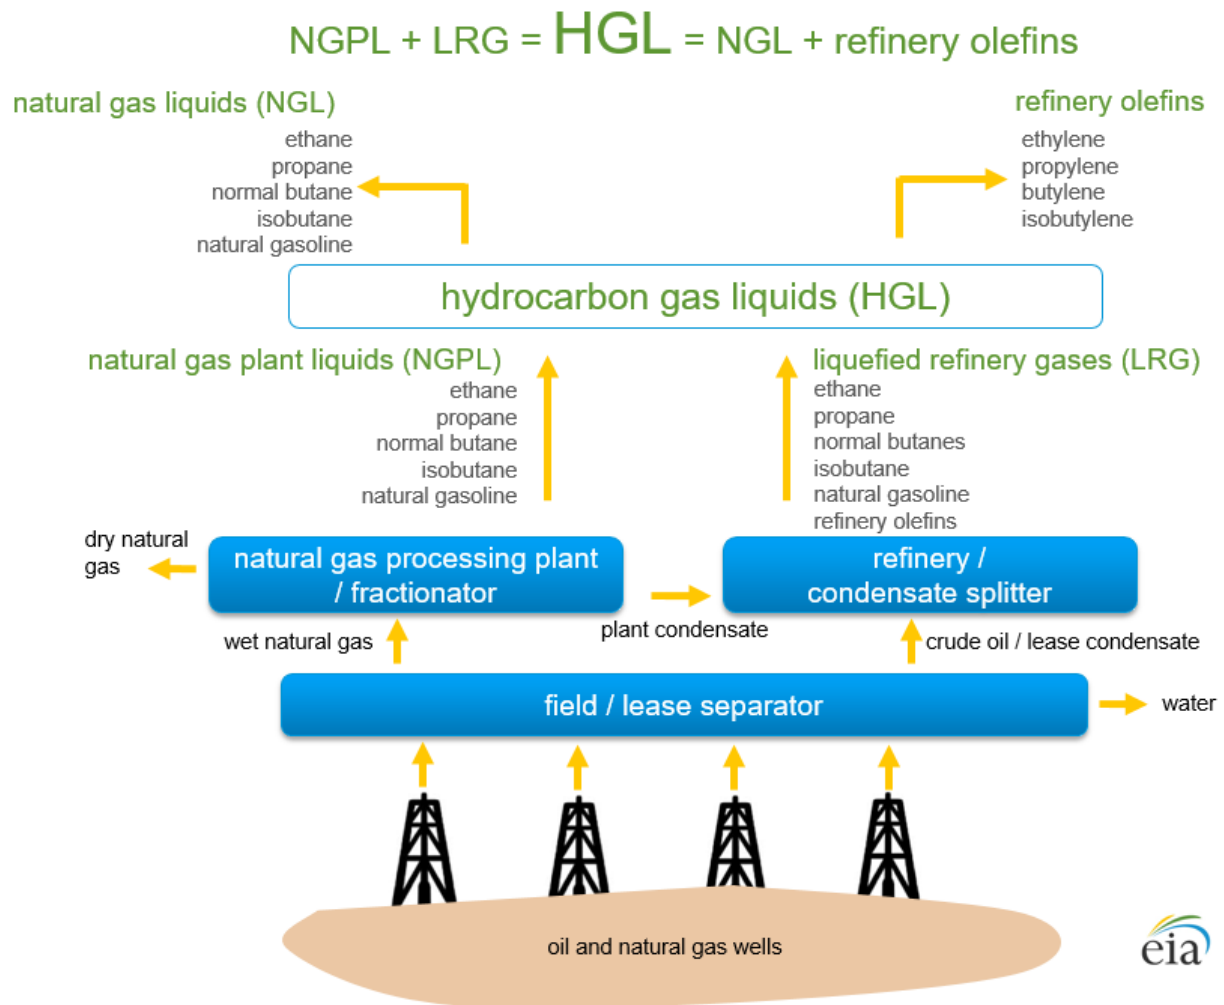 NGPL + LRG = HGL = NGL + refinery olefins
natural gas liquids (NGL)
ethane
propane
normal butane
isobutane
natural gasoline
refinery olefins
ethylene
propylene
butylene
isobutylene
hydrocarbon gas liquids (HGL)
natural gas plant liquids (NGPL)
ethane
propane
normal butane
isobutane
natural gasoline
liquefied refinery gases (LRG)
ethane
propane
normal butanes
isobutane
natural gasoline
refinery olefins
dry natural
gas
natural gas processing plant
/ fractionator
plant condensate
refinery /
condensate splitter
wet natural gas
crude oil / lease condensate
field / lease separator
water
oil and natural gas wells
eia